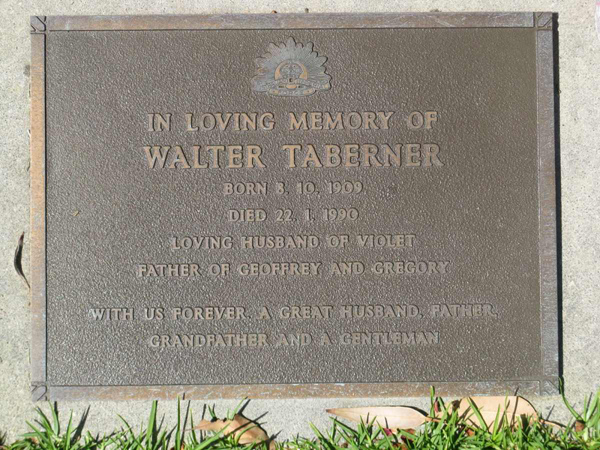 IN LOVING MEMORY OF
WALTER TABERNER
BORN 3. 10. 1909
DIED 22. 1. 1990
LOVING HUSBAND OF VIOLET
FATHER OF GEOFFREY AND GREGORY
WITH US FOREVER, A GREAT HUSBAND, FATHER,
GRANDFATHER AND A GENTLEMAN